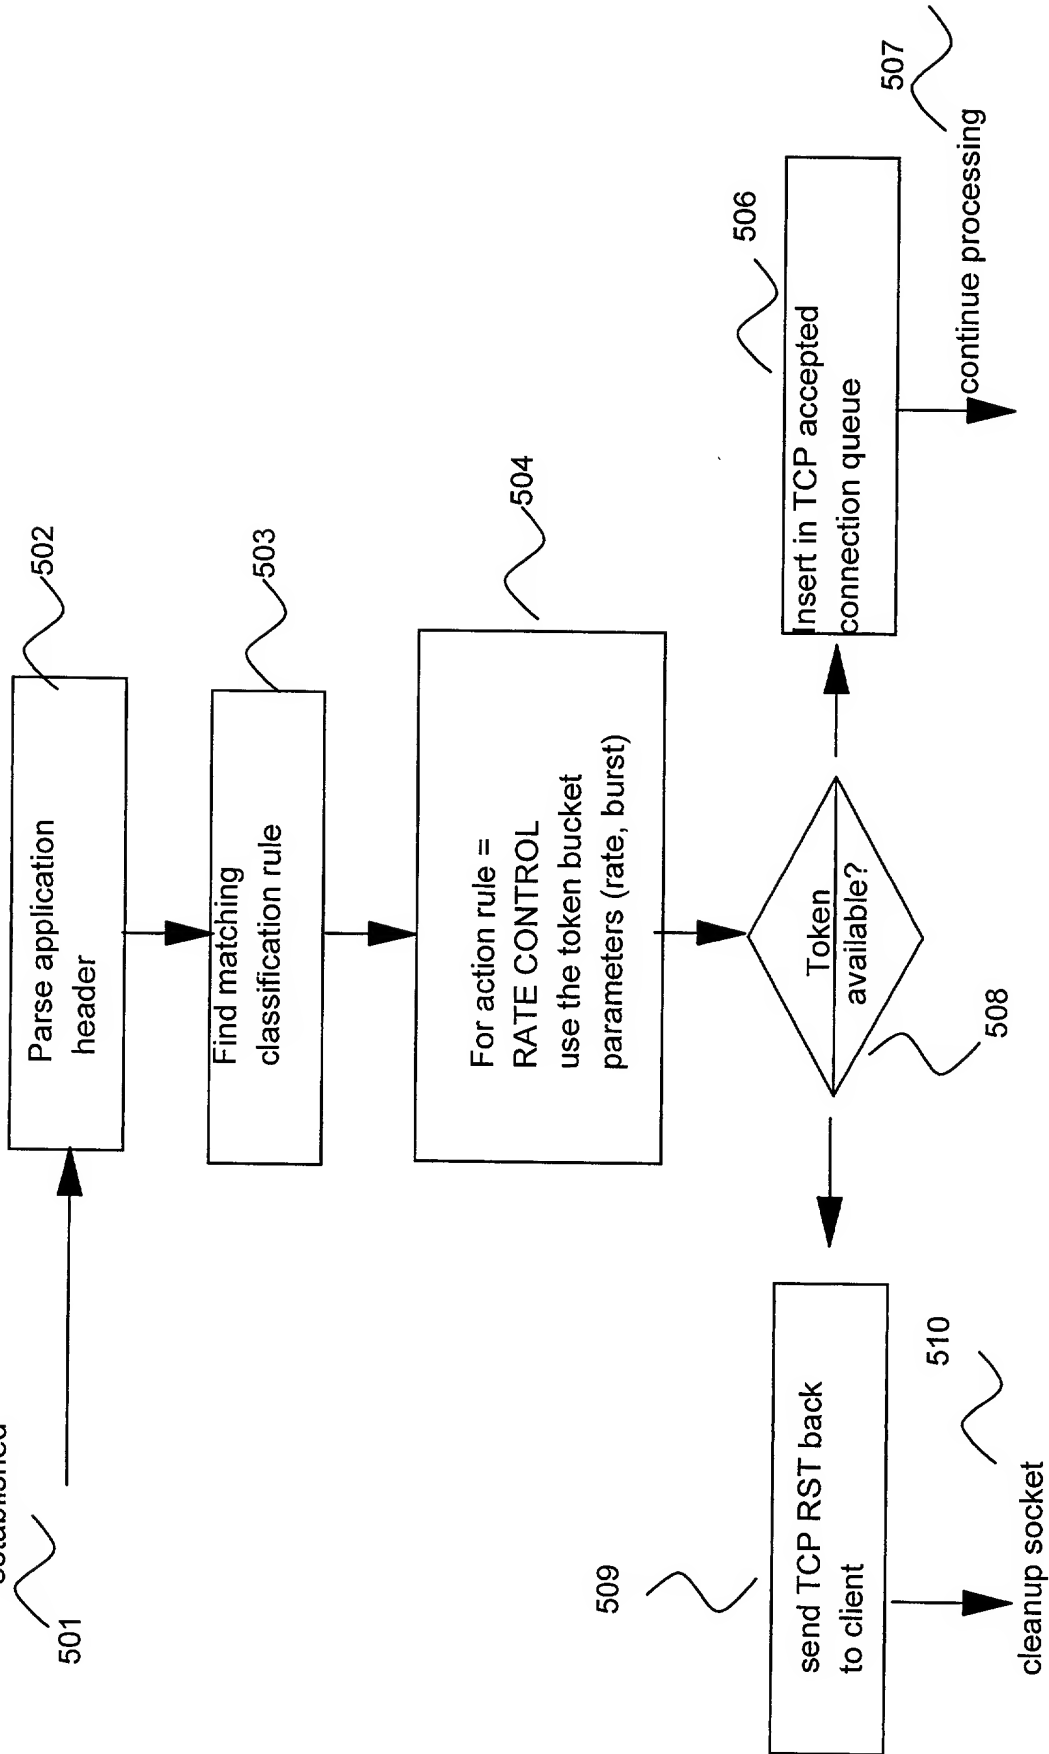 501
Parse application
header
502
Find matching
classification rule
503
For action rule =
RATE CONTROL
use the token bucket
parameters (rate, burst)
504
Token
available?
508
Insert in TCP accepted
connection queue
506
continue processing
507
send TCP RST back
to client
509
cleanup socket
510